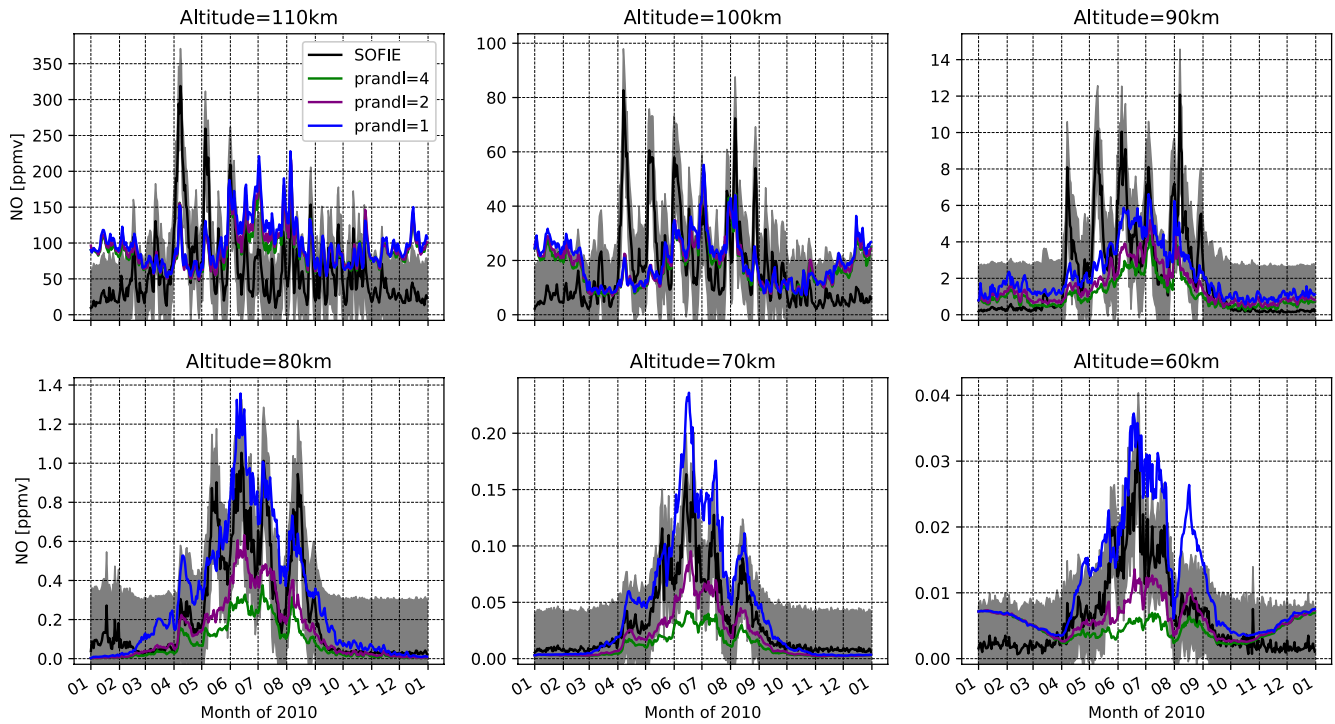 Altitude=110km
Altitude=100km
Altitude=90km
NO [ppmv]
350
300
250
200
150
100
50
0
SOFIE
prandl=4
prandl=2
prandl=1
100
80
60
40
20
0
14
12
10
8
6
4
2
0
Altitude=80km
Altitude=70km
Altitude=60km
NO [ppmv]
1.4
1.2
1.0
0.8
0.6
0.4
0.2
0.0
0.20
0.15
0.10
0.05
0.00
0.04
0.03
0.02
0.01
0.00
01 02 03 04 05 06 07 08 09 10 11 12 01
01 02 03 04 05 06 07 08 09 10 11 12 01
01 02 03 04 05 06 07 08 09 10 11 12 01
Month of 2010
Month of 2010
Month of 2010